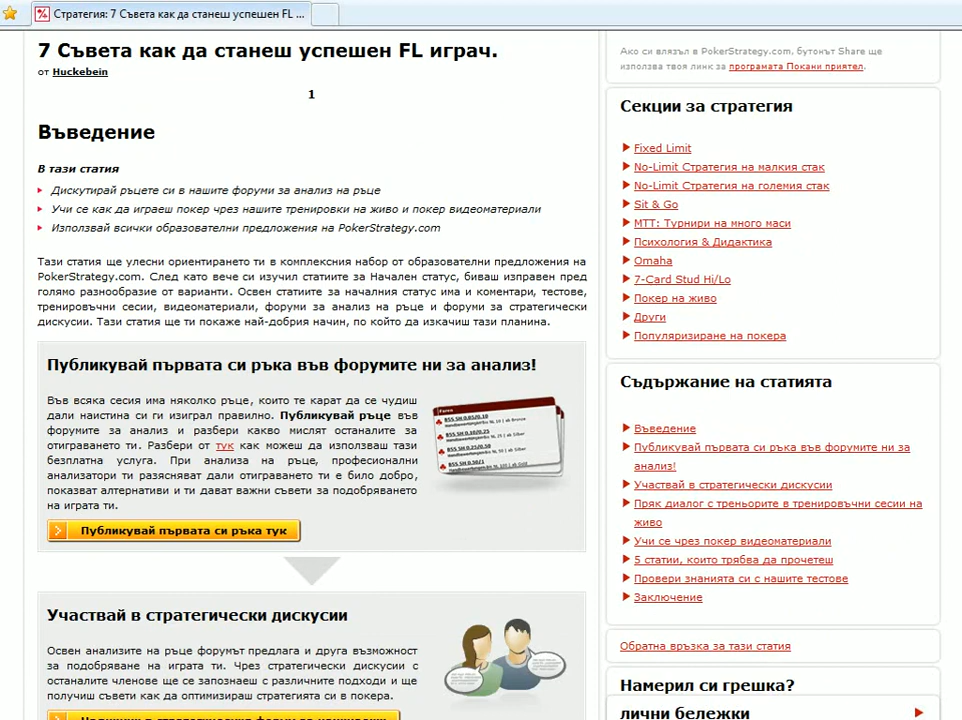 Стратегия: 7 Съвета как да станеш успешен FL ...
7 Съвета как да станеш успешен FL играч.
от Huckebein
1
Въведение
В тази статия
Дискутирай ръцете си в нашите форуми за анализ на ръце
Учи се как да играеш покер чрез нашите тренировки на живо и покер видеоматериали
Използвай всички образователни предложения на PokerStrategy.com
Тази статия ще улесни ориентирането ти в комплексния набор от образователни предложения на
PokerStrategy.com. След като вече си изучил статиите за Начален статус, биваш изправен пред
голямо разнообразие от варианти. Освен статиите за началния статус има и коментари, тестове,
тренировъчни сесии, видеоматериали, форуми за анализ на ръце и форуми за стратегически
дискусии. Тази статия ще ти покаже най-добрия начин, по който да изкачиш тази планина.
Публикувай първата си ръка във форумите ни за анализ!
Във всяка сесия има няколко ръце, които те карат да се чудиш
дали наистина си ги изиграл правилно. Публикувай ръце във
форумите за анализ и разбери какво мислят останалите за
отиграването ти. Разбери от тук как можеш да използваш тази
безплатна услуга. При анализа на ръце, професионални
анализатори ти разясняват дали отиграването ти е било добро,
показват алтернативи и ти дават важни съвети за подобряването
на играта ти.
Публикувай първата си ръка тук
Участвай в стратегически дискусии
Освен анализите на ръце форумът предлага и друга възможност
за подобряване на играта ти. Чрез стратегически дискусии с
останалите членове ще се запознаеш с различните подходи и ще
получиш съвети как да оптимизираш стратегията си в покера.
Ако си влязъл в PokerStrategy.com, бутонът Share ще
използва твоя линк за програмата Покани приятел.
Секции за стратегия
Fixed Limit
No-Limit Стратегия на малкия стак
No-Limit Стратегия на големия стак
Sit & Go
МТТ: Турнири на много маси
Психология & Дидактика
Omaha
7-Card Stud Hi/Lo
Покер на живо
Други
Популяризиране на покера
Съдържание на статията
Въведение
Публикувай първата си ръка във форумите ни за
анализ!
Участвай в стратегически дискусии
Пряк диалог с треньорите в тренировъчни сесии на
живо
Учи се чрез покер видеоматериали
5 статии, които трябва да прочетеш
Провери знанията си с нашите тестове
Заключение
Обратна връзка за тази статия
Намерил си грешка?
лични бележки